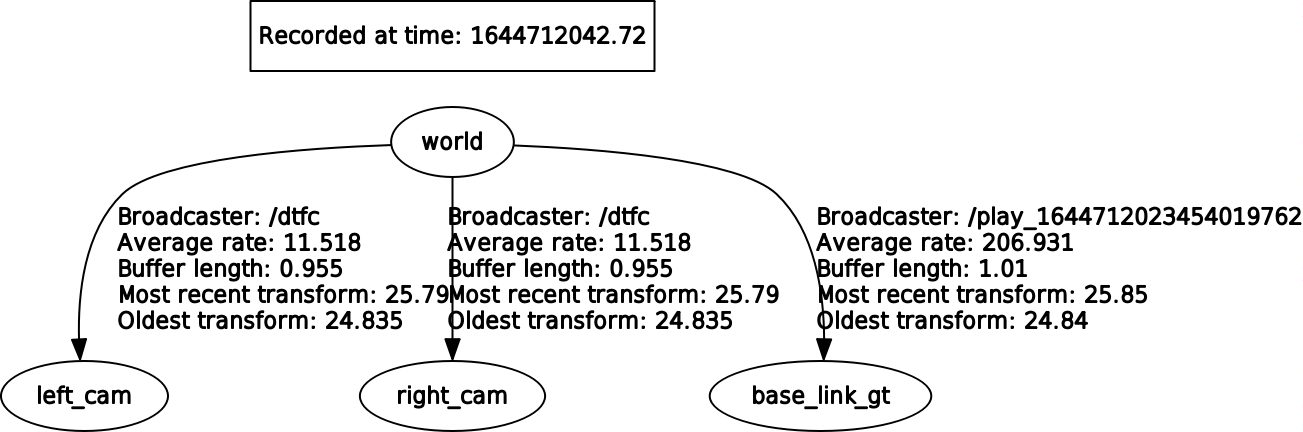 Recorded at time: 1644712042.72
world
Broadcaster: /dtfc
Average rate: 11.518
Buffer length: 0.955
Most recent transform: 25.79
Oldest transform: 24.835
Broadcaster: /dtfc
Average rate: 11.518
Buffer length: 0.955
Most recent transform: 25.79
Oldest transform: 24.835
Broadcaster: /play_1644712023454019762
Average rate: 206.931
Buffer length: 1.01
Most recent transform: 25.85
Oldest transform: 24.84
left_cam
right_cam
base_link_gt